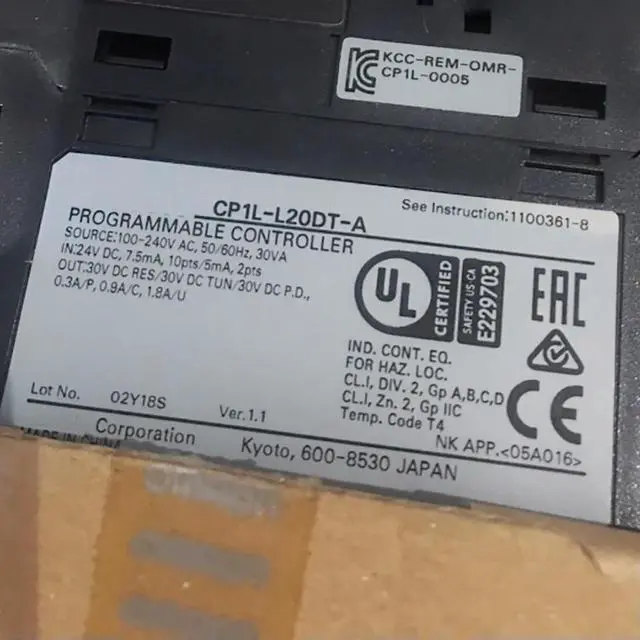 KCC-REM-OMR-
CP1L-0005
CP1L-L20DT-A
See Instruction:1100361-8
PROGRAMMABLE CONTROLLER
SOURCE:100-240V AC, 50/60Hz, 30VA
IN:24V DC, 7.5mA, 10pts/5mA, 2pts
OUT:30V DC RES/30V DC TUN/30V DC P.D.,
0.3A/P, 0.9A/C, 1.8A/U
UL
CERTIFIED
SAFETY US CA
E229703
EAC
IND. CONT. EQ.
FOR HAZ. LOC.
CL.I, DIV. 2, Gp A,B,C,D
CL.I, Zn. 2, Gp IIC
Temp. Code T4
CE
NK APP.<05A016>
Lot No. 02Y18S Ver.1.1
Corporation Kyoto, 600-8530 JAPAN
MADE IN CHINA